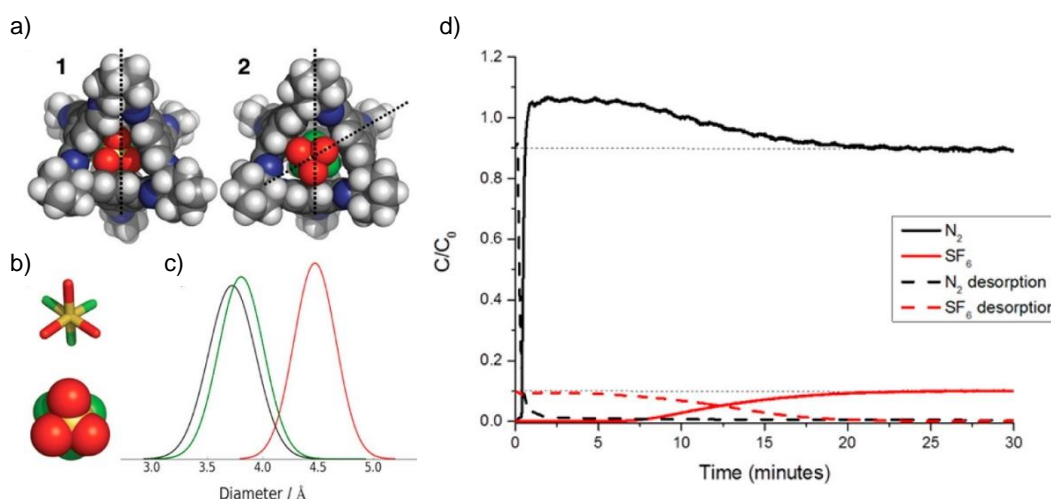 a)
1
2
b)
c)
3.0 3.5 4.0 4.5 5.0
Diameter / Å
d)
1.2
1.0
0.8
0.6
0.4
0.2
0.0
C/C₀
N₂
SF₆
N₂ desorption
SF₆ desorption
0 5 10 15 20 25 30
Time (minutes)